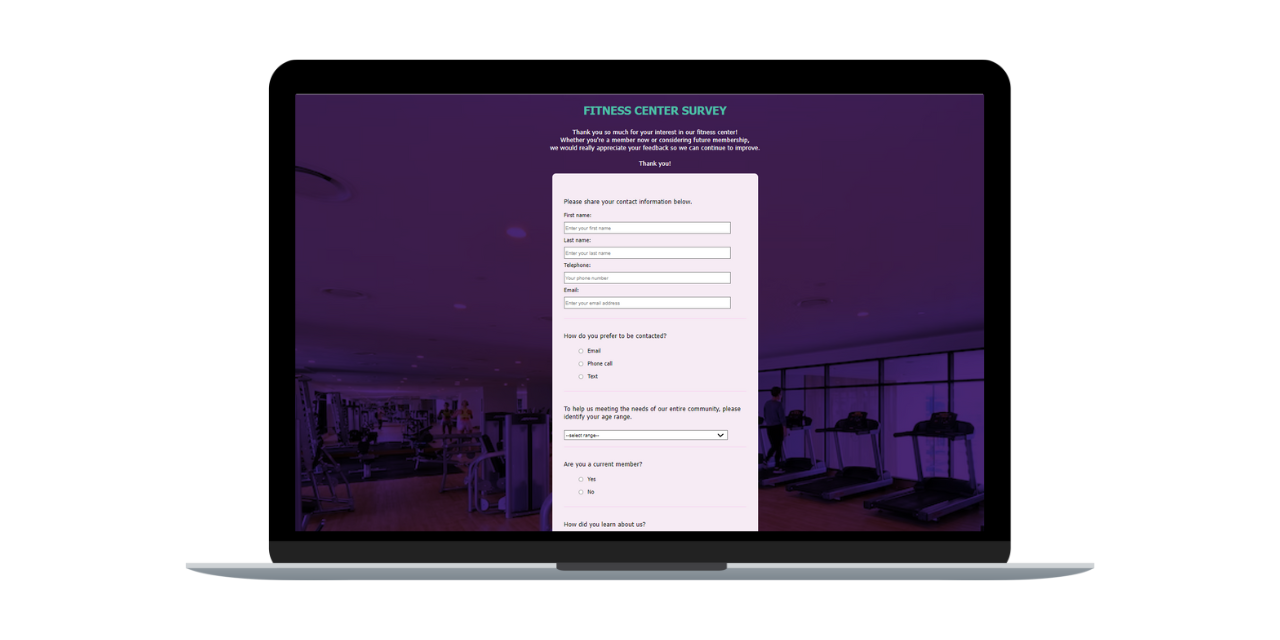 FITNESS CENTER SURVEY
Thank you so much for your interest in our fitness center!
Whether you're a member now or considering future membership,
we would really appreciate your feedback so we can continue to improve.
Thank you!
Please share your contact information below.
First name:
Enter your first name
Last name:
Enter your last name
Telephone:
Your phone number
Email:
Enter your email address
How do you prefer to be contacted?
Email
Phone call
Text
To help us meeting the needs of our entire community, please
identify your age range.
--select range--
Are you a current member?
Yes
No
How did you learn about us?